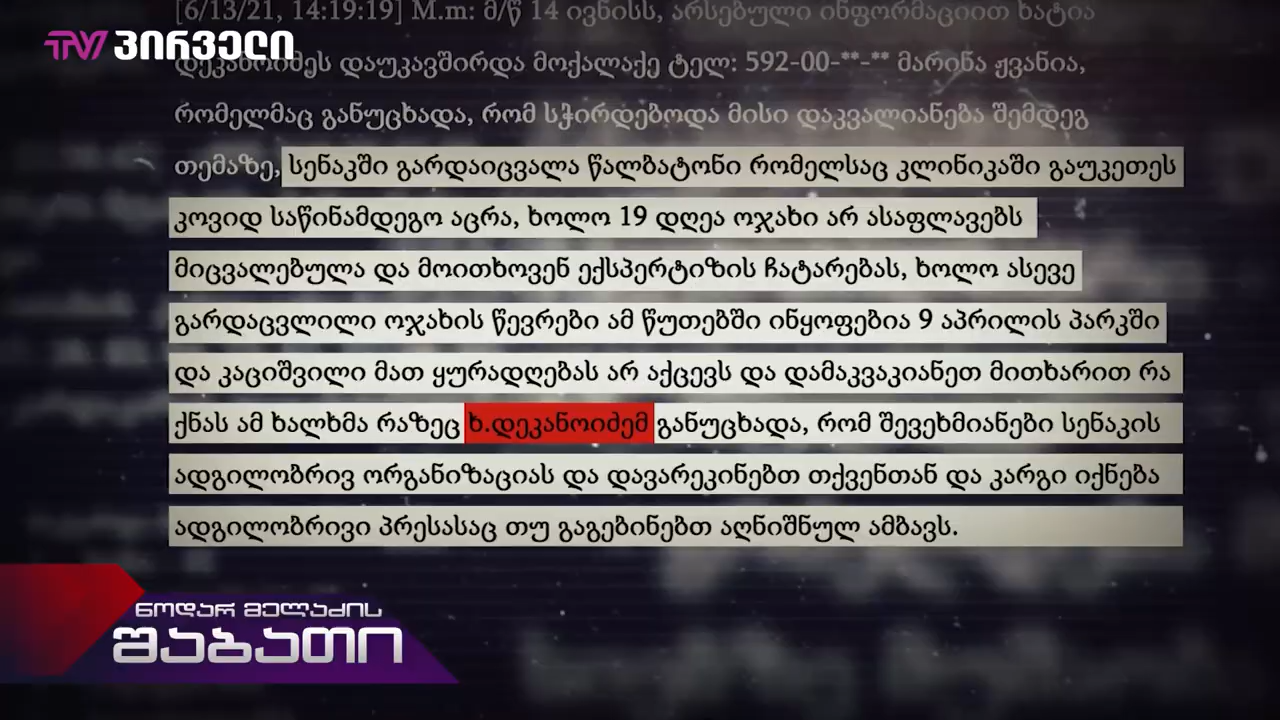 [6/13/21, 14:19:19] M.m: მ/წ 14 ივნისს, არსებული ინფორმაციით ხატია
TV პირველი
დეკანოიძეს დაუკავშირდა მოქალაქე ტელ: 592-00-**-** მარინა ჟვანია,
რომელმაც განუცხადა, რომ სჭირდებოდა მისი დაკვალიანება შემდეგ
თემაზე, სენაკში გარდაიცვალა წალბატონი რომელსაც კლინიკაში გაუკეთეს
კოვიდ საწინამდეგო აცრა, ხოლო 19 დღეა ოჯახი არ ასაფლავებს
მიცვალებულა და მოითხოვენ ექსპერტიზის ჩატარებას, ხოლო ასევე
გარდაცვლილი ოჯახის წევრები ამ წუთებში ინყოფებია 9 აპრილის პარკში
და კაციშვილი მათ ყურადღებას არ აქცევს და დამაკვაკიანეთ მითხარით რა
ქნას ამ ხალხმა რაზეც ხ.დეკანოიძემ განუცხადა, რომ შევეხმიანები სენაკის
ადგილობრივ ორგანიზაციას და დავარეკინებთ თქვენთან და კარგი იქნება
ადგილობრივი პრესასაც თუ გაგებინებთ აღნიშნულ ამბავს.
ნოდარ მელაძის
შაბათი